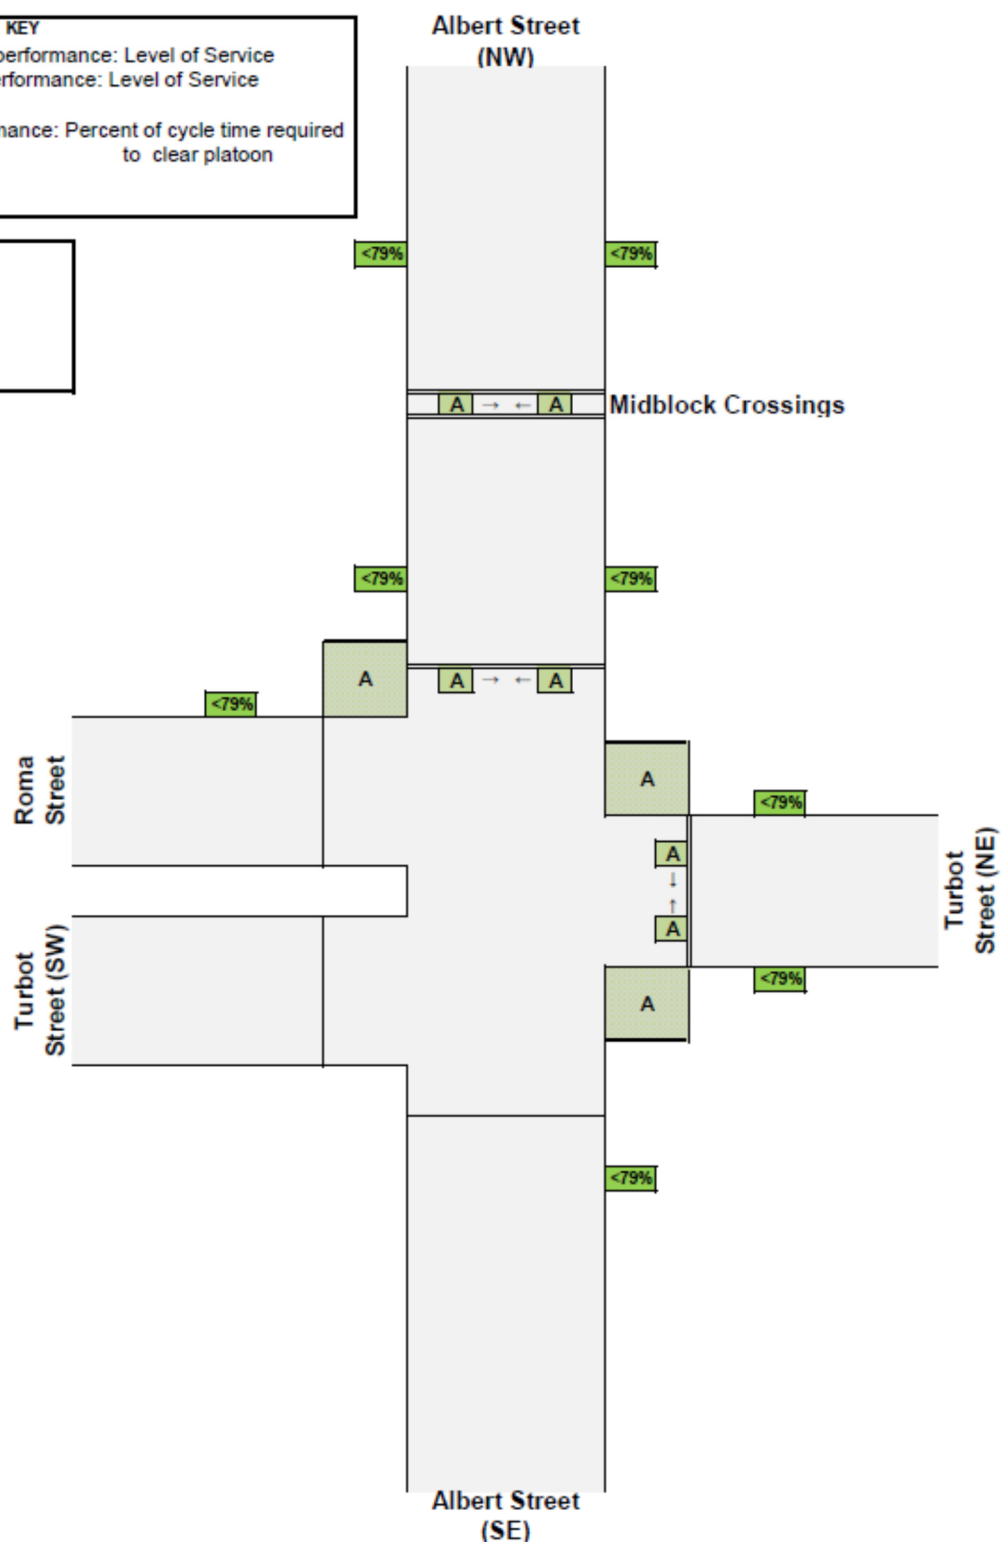 KEY
performance: Level of Service
erformance: Level of Service
mance: Percent of cycle time required
to clear platoon
Albert Street
(NW)
<79%
<79%
A → ← A
Midblock Crossings
<79%
<79%
A
A → ← A
<79%
Roma
Street
A
<79%
A
↓
↑
A
Turbot
Street (NE)
Turbot
Street (SW)
A
<79%
<79%
Albert Street
(SE)